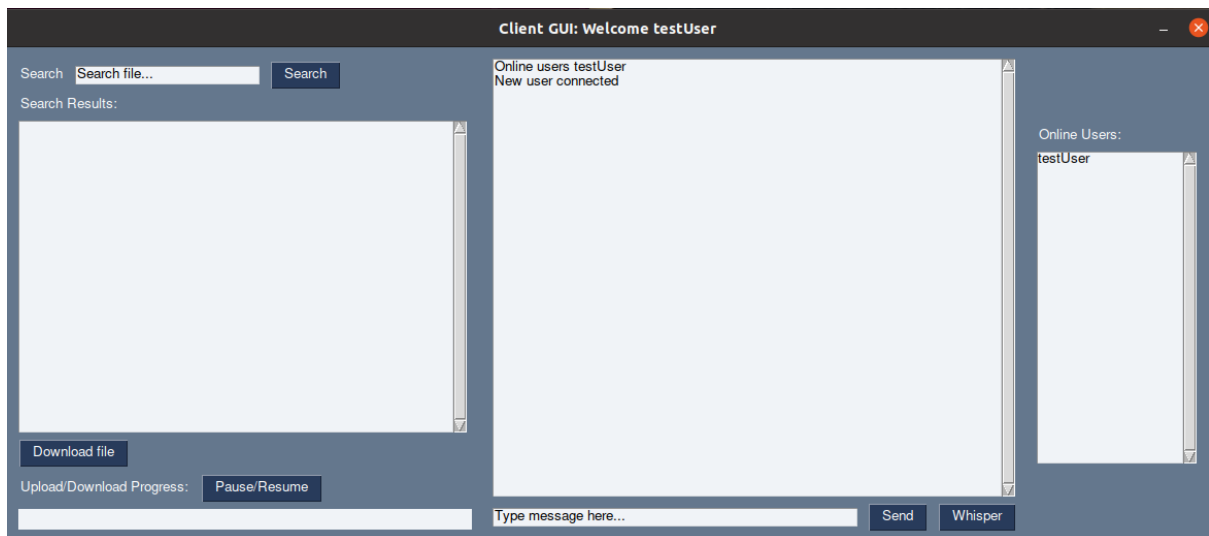 Client GUI: Welcome testUser
Search Search file... Search
Search Results:
Download file
Upload/Download Progress: Pause/Resume
Online users testUser
New user connected
Type message here... Send Whisper
Online Users:
testUser